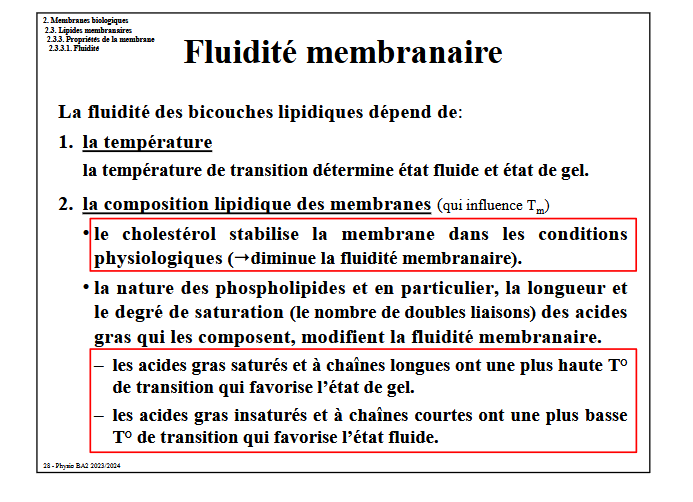 2. Membranes biologiques
2.3. Lipides membranaires
2.3.3. Propriétés de la membrane
2.3.3.1. Fluidité
Fluidité membranaire
La fluidité des bicouches lipidiques dépend de:
1. la température
la température de transition détermine état fluide et état de gel.
2. la composition lipidique des membranes (qui influence Tm)
• le cholestérol stabilise la membrane dans les conditions
physiologiques (→diminue la fluidité membranaire).
• la nature des phospholipides et en particulier, la longueur et
le degré de saturation (le nombre de doubles liaisons) des acides
gras qui les composent, modifient la fluidité membranaire.
– les acides gras saturés et à chaînes longues ont une plus haute T°
de transition qui favorise l’état de gel.
– les acides gras insaturés et à chaînes courtes ont une plus basse
T° de transition qui favorise l’état fluide.
28 - Physio BA2 2023/2024